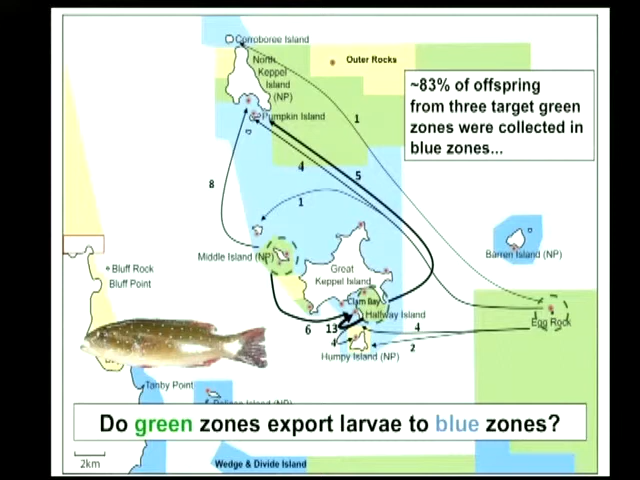 Corroboree Island
North
Keppel
Island
(NP)
Outer Rocks
~83% of offspring
from three target green
zones were collected in
blue zones...
Pumpkin Island
1
4
5
8
1
Middle Island (NP)
Great
Keppel Island
Barren Island (NP)
Bluff Rock
Bluff Point
Clam Bay
Halfway Island
Egg Rock
6
13
4
4
2
Humpy Island (NP)
Tanby Point
Do green zones export larvae to blue zones?
2km
Wedge & Divide Island